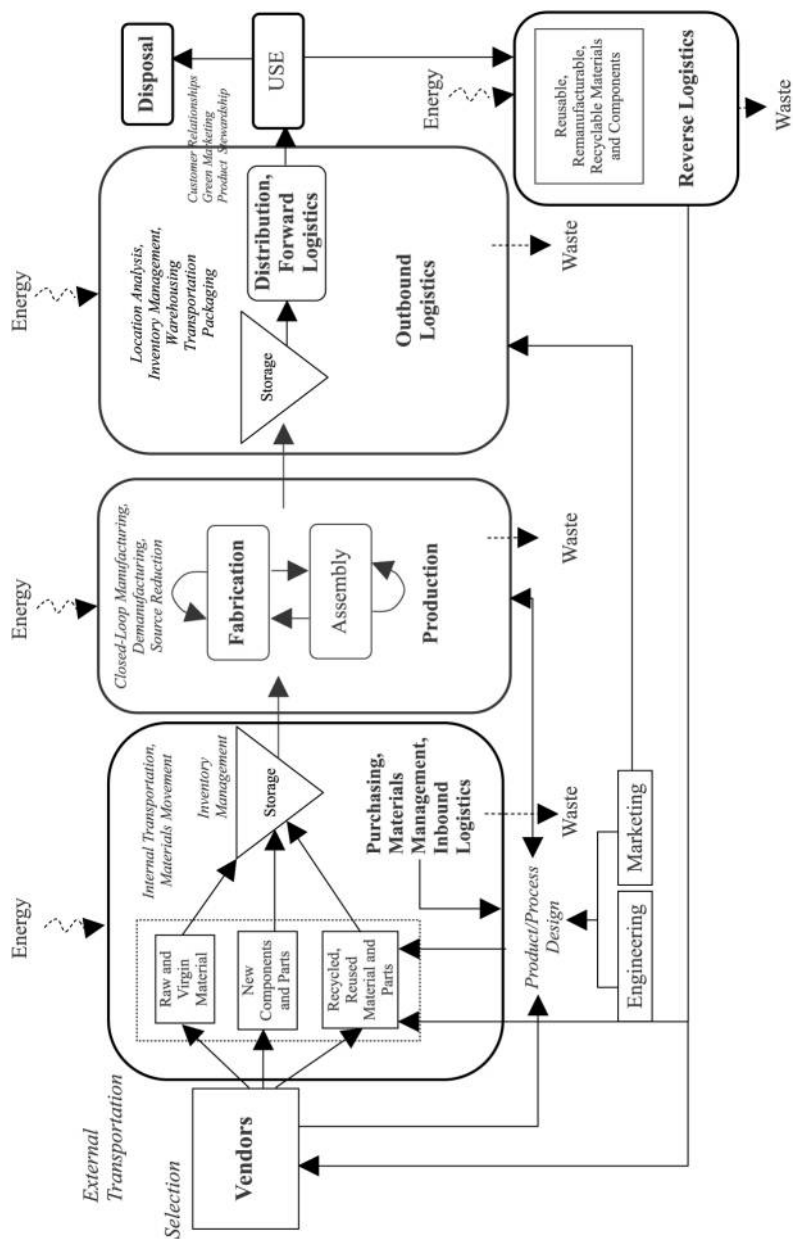 External
Transportation
Selection
Vendors
Energy
Raw and
Virgin
Material
New
Components
and Parts
Recycled,
Reused
Material and
Parts
Internal Transportation,
Materials Movement
Inventory
Management
Storage
Purchasing,
Materials
Management,
Inbound
Logistics
Waste
Energy
Closed-Loop Manufacturing,
Demanufacturing,
Source Reduction
Fabrication
Assembly
Production
Waste
Energy
Location Analysis,
Inventory Management,
Warehousing
Transportation
Packaging
Storage
Distribution,
Forward
Logistics
Outbound
Logistics
Waste
Customer Relationships
Green Marketing
Product Stewardship
Disposal
USE
Energy
Reusable,
Remanufacturable,
Recyclable Materials
and Components
Reverse Logistics
Waste
Product/Process
Design
Engineering
Marketing